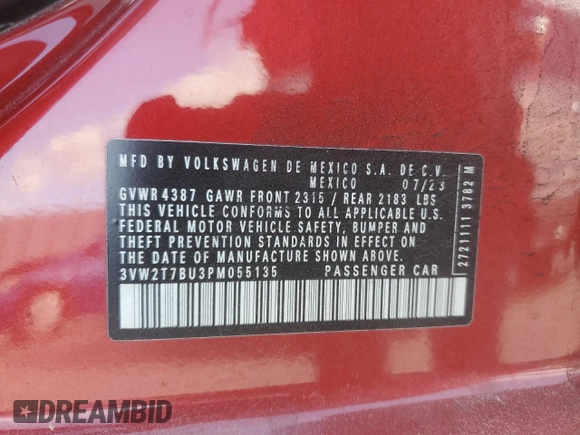 MFD BY VOLKSWAGEN DE MEXICO S.A. DE C.V.
MEXICO 07/23
GVWR 4387 GAWR FRONT 2315 / REAR 2183 LBS
THIS VEHICLE CONFORMS TO ALL APPLICABLE U.S.
FEDERAL MOTOR VEHICLE SAFETY, BUMPER AND
THEFT PREVENTION STANDARDS IN EFFECT ON
THE DATE OF MANUFACTURE SHOWN ABOVE.
3VW2T7BU3PM055135 PASSENGER CAR
2721111 3782 M
DREAMBID